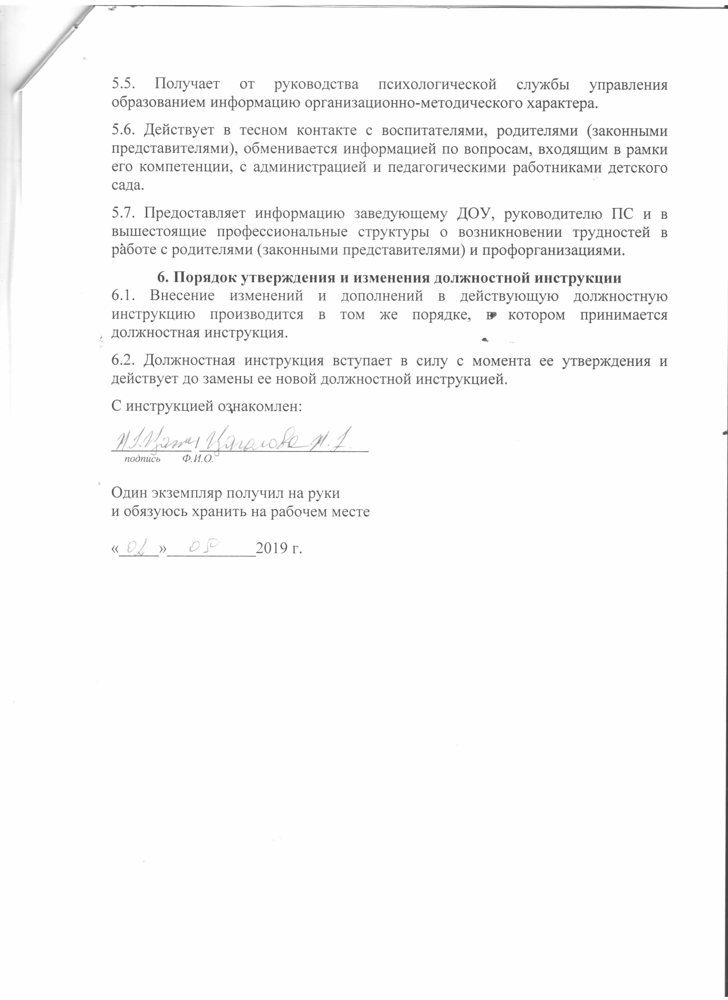 5.5. Получает от руководства психологической службы управления
образованием информацию организационно-методического характера.
5.6. Действует в тесном контакте с воспитателями, родителями (законными
представителями), обменивается информацией по вопросам, входящим в рамки
его компетенции, с администрацией и педагогическими работниками детского
сада.
5.7. Предоставляет информацию заведующему ДОУ, руководителю ПС и в
вышестоящие профессиональные структуры о возникновении трудностей в
работе с родителями (законными представителями) и профорганизациями.
6. Порядок утверждения и изменения должностной инструкции
6.1. Внесение изменений и дополнений в действующую должностную
инструкцию производится в том же порядке, в котором принимается
должностная инструкция.
6.2. Должностная инструкция вступает в силу с момента ее утверждения и
действует до замены ее новой должностной инструкцией.
С инструкцией ознакомлен:
/ Цаголова
подпись Ф.И.О.
Один экземпляр получил на руки
и обязуюсь хранить на рабочем месте
«02» 05 2019 г.